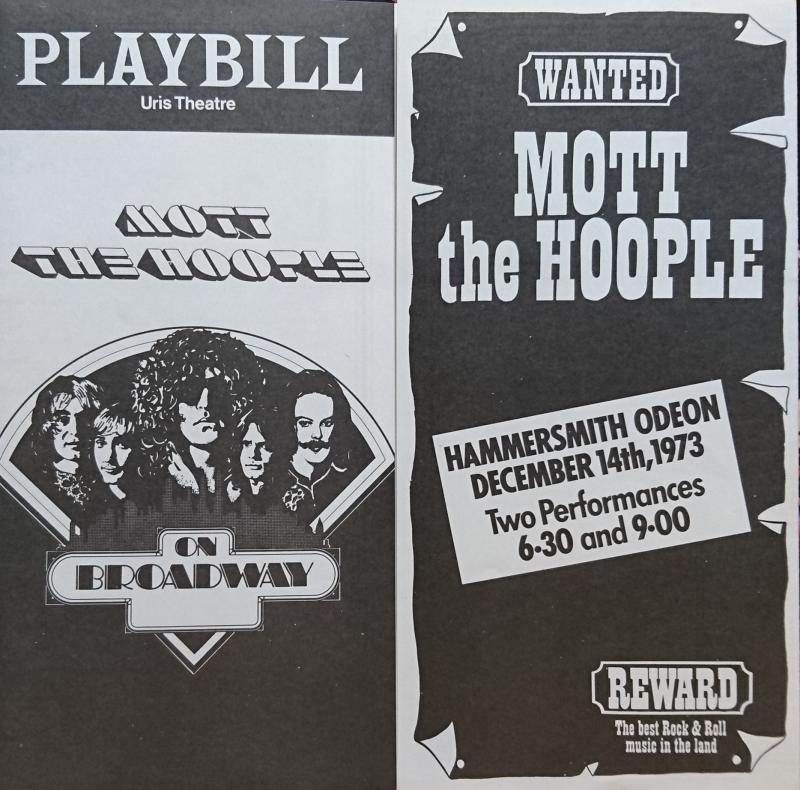 PLAYBILL
Uris Theatre
MOTT
THE HOOPLE
ON
BROADWAY
WANTED
MOTT
the HOOPLE
HAMMERSMITH ODEON
DECEMBER 14th, 1973
Two Performances
6·30 and 9·00
REWARD
The best Rock & Roll
music in the land